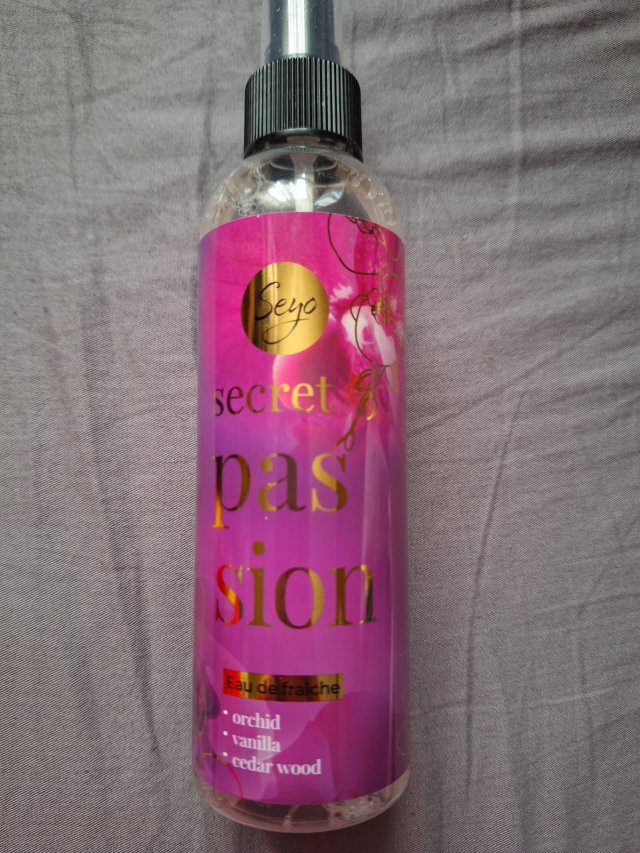 Seyo
secret
pas
sion
Eau de fraîche
• orchid
• vanilla
• cedar wood